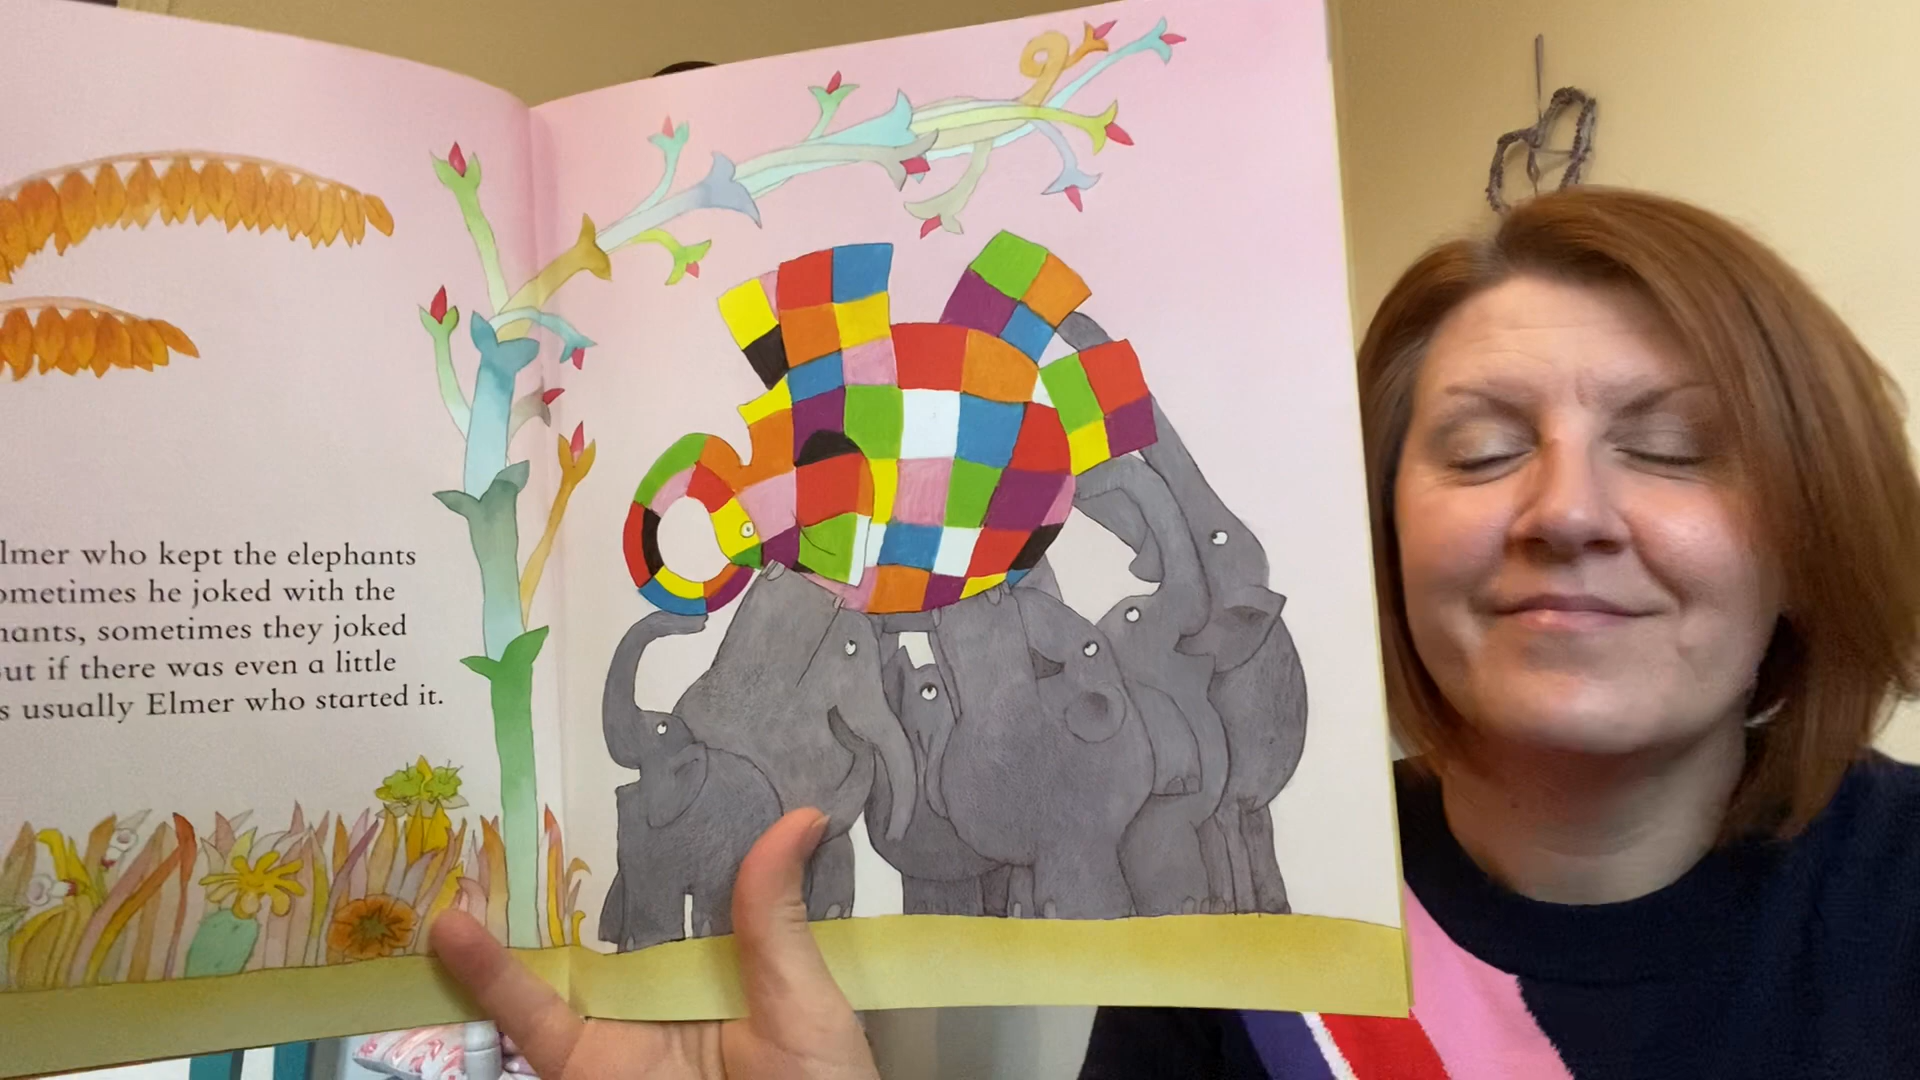 lmer who kept the elephants
ometimes he joked with the
hants, sometimes they joked
ut if there was even a little
s usually Elmer who started it.